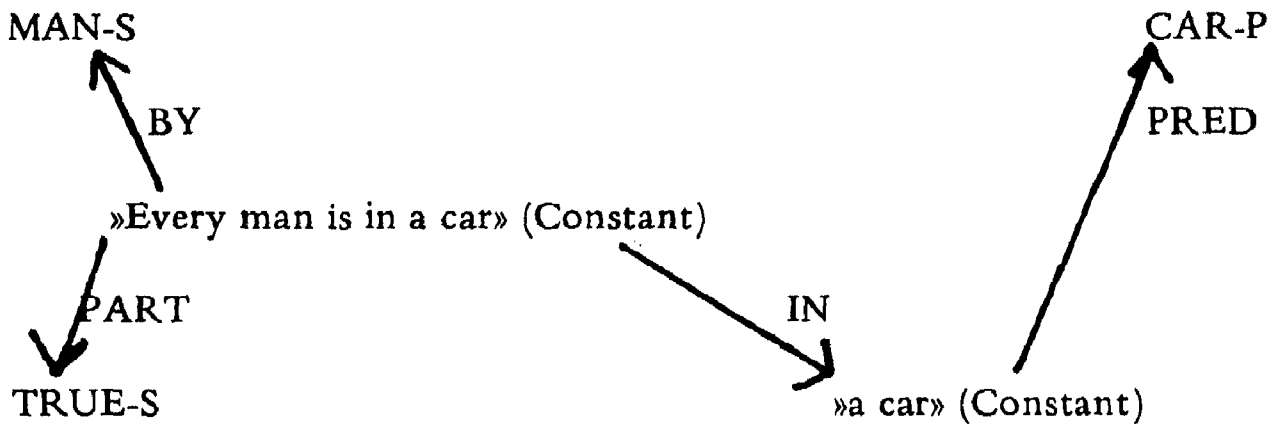 MAN-S
CAR-P
BY
PRED
»Every man is in a car» (Constant)
PART
IN
TRUE-S
»a car» (Constant)